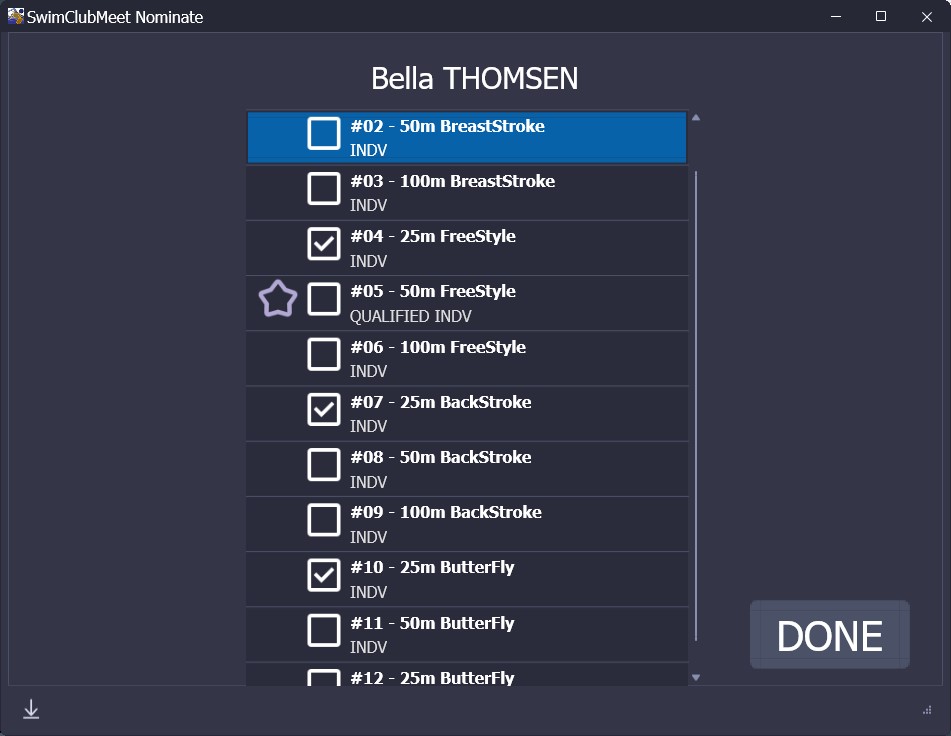 SwimClubMeet Nominate
Bella THOMSEN
#02 - 50m BreastStroke
INDV
#03 - 100m BreastStroke
INDV
#04 - 25m FreeStyle
INDV
#05 - 50m FreeStyle
QUALIFIED INDV
#06 - 100m FreeStyle
INDV
#07 - 25m BackStroke
INDV
#08 - 50m BackStroke
INDV
#09 - 100m BackStroke
INDV
#10 - 25m ButterFly
INDV
#11 - 50m ButterFly
INDV
#12 - 25m ButterFly
DONE